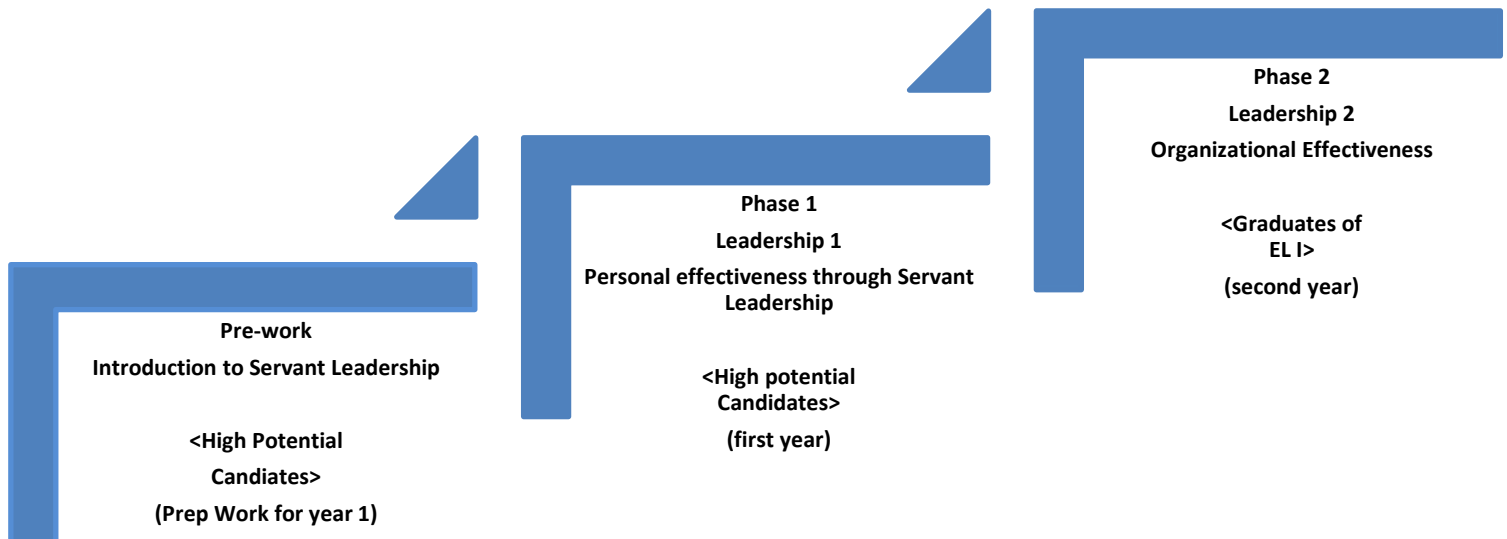 Pre-work
Introduction to Servant Leadership
<High Potential
Candiates>
(Prep Work for year 1)
Phase 1
Leadership 1
Personal effectiveness through Servant
Leadership
<High potential
Candidates>
(first year)
Phase 2
Leadership 2
Organizational Effectiveness
<Graduates of
EL I>
(second year)